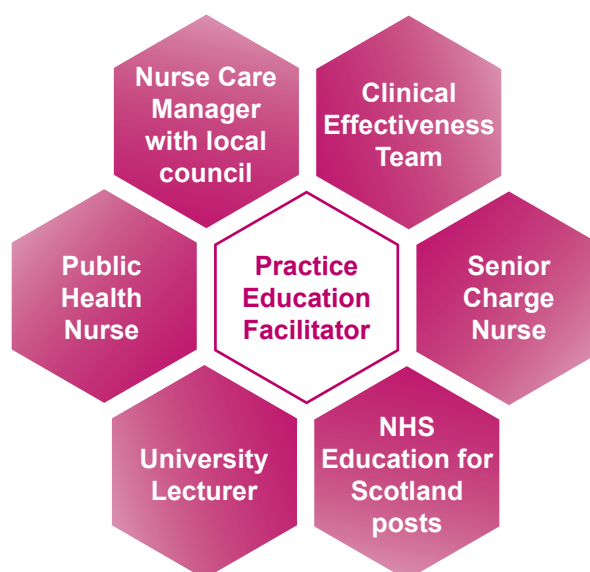 Nurse Care
Manager
with local
council
Clinical
Effectiveness
Team
Public
Health
Nurse
Practice
Education
Facilitator
Senior
Charge
Nurse
University
Lecturer
NHS
Education for
Scotland
posts